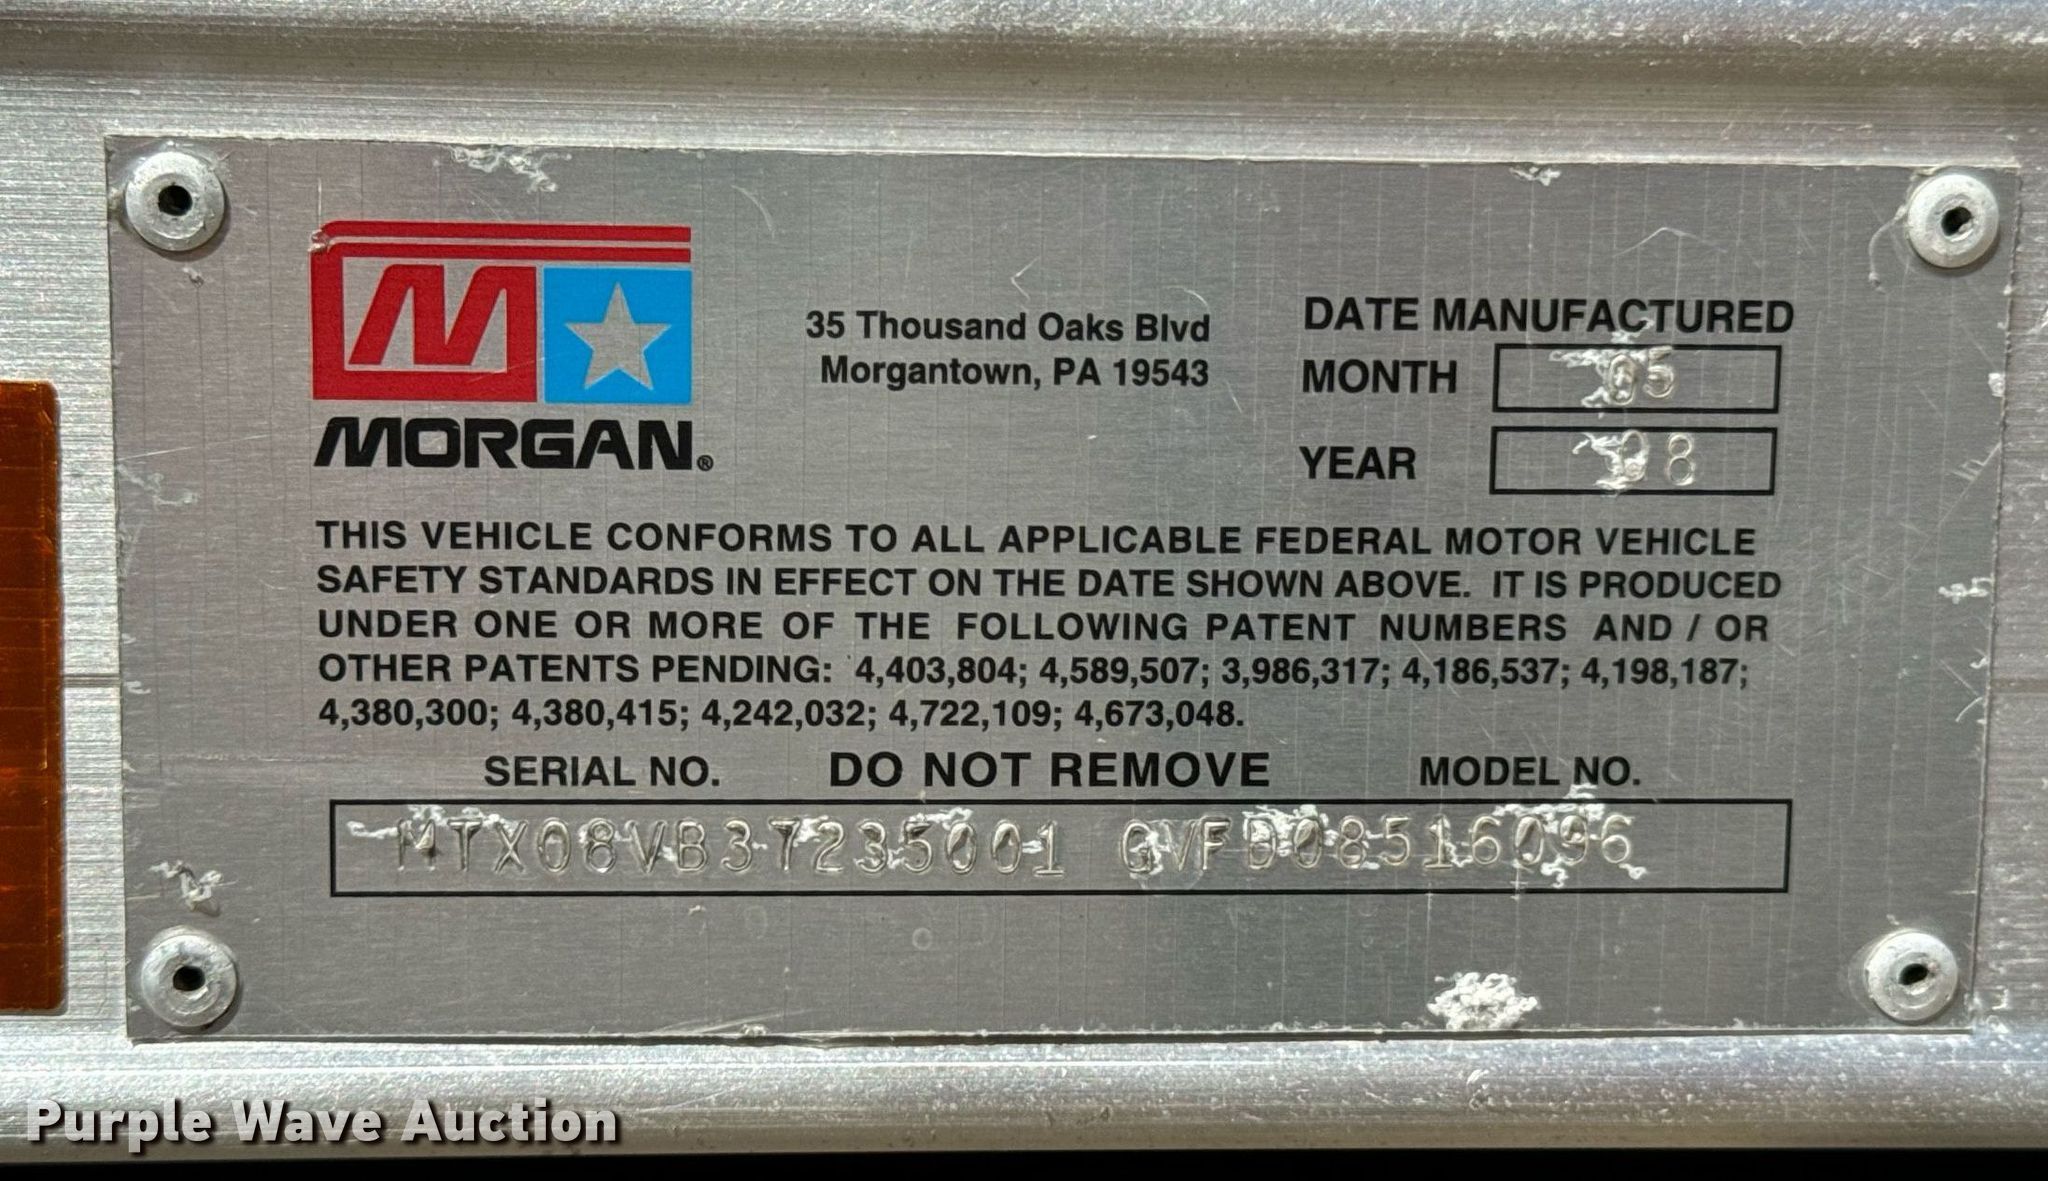 M
MORGAN®
35 Thousand Oaks Blvd
Morgantown, PA 19543
DATE MANUFACTURED
MONTH 05
YEAR 08
THIS VEHICLE CONFORMS TO ALL APPLICABLE FEDERAL MOTOR VEHICLE
SAFETY STANDARDS IN EFFECT ON THE DATE SHOWN ABOVE. IT IS PRODUCED
UNDER ONE OR MORE OF THE FOLLOWING PATENT NUMBERS AND / OR
OTHER PATENTS PENDING: 4,403,804; 4,589,507; 3,986,317; 4,186,537; 4,198,187;
4,380,300; 4,380,415; 4,242,032; 4,722,109; 4,673,048.
SERIAL NO. DO NOT REMOVE MODEL NO.
MTX08VB37235001 GVFD08516096
Purple Wave Auction